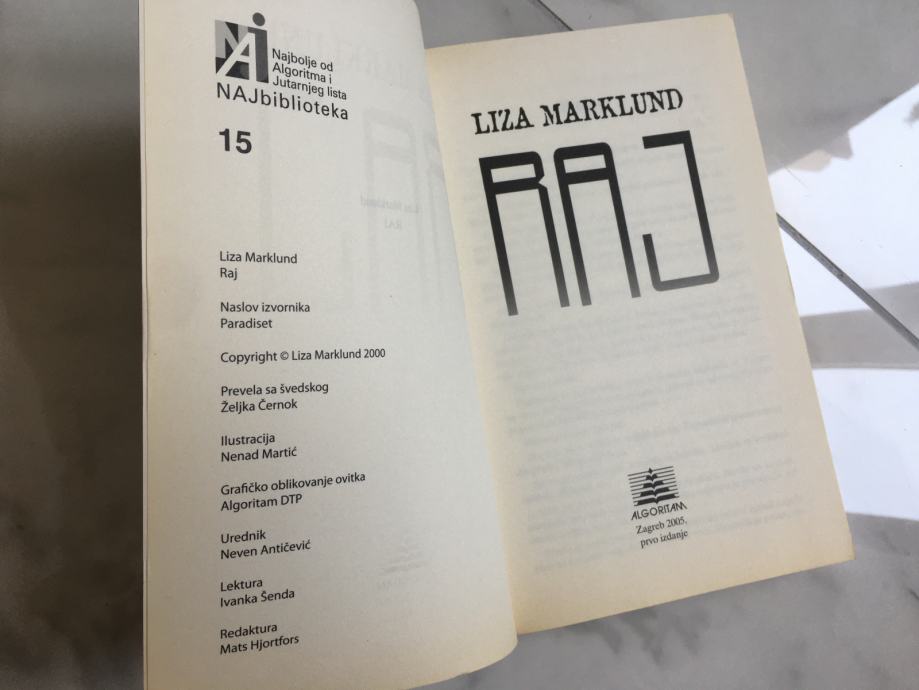 NAJ
Najbolje od
Algoritma i
Jutarnjeg lista
NAJbiblioteka
15
Liza Marklund
Raj
Naslov izvornika
Paradiset
Copyright © Liza Marklund 2000
Prevela sa švedskog
Željka Černok
Ilustracija
Nenad Martić
Grafičko oblikovanje ovitka
Algoritam DTP
Urednik
Neven Antičević
Lektura
Ivanka Šenda
Redaktura
Mats Hjortfors
LIZA MARKLUND
RAJ
ALGORITAM
Zagreb 2005.
prvo izdanje